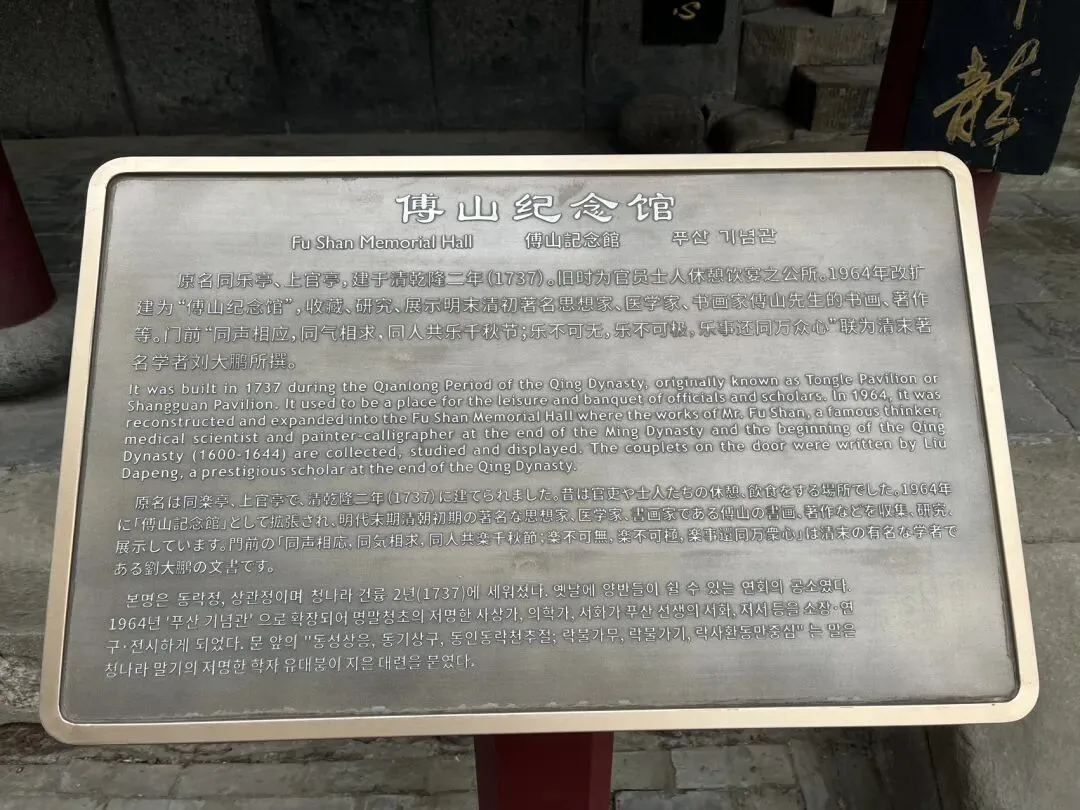 龍
傅山纪念馆
Fu Shan Memorial Hall 傅山記念館 푸산 기념관
原名同乐亭、上官亭，建于清乾隆二年(1737)。旧时为官员士人休憩饮宴之公所。1964年改扩
建为“傅山纪念馆”，收藏、研究、展示明末清初著名思想家、医学家、书画家傅山先生的书画、著作
等。门前“同声相应，同气相求，同人共乐千秋节；乐不可无，乐不可极，乐事还同万众心”联为清末著
名学者刘大鹏所撰。
It was built in 1737 during the Qianlong Period of the Qing Dynasty, originally known as Tongle Pavilion or
Shangguan Pavilion. It used to be a place for the leisure and banquet of officials and scholars. In 1964, it was
reconstructed and expanded into the Fu Shan Memorial Hall where the works of Mr. Fu Shan, a famous thinker,
medical scientist and painter-calligrapher at the end of the Ming Dynasty and the beginning of the Qing
Dynasty (1600-1644) are collected, studied and displayed. The couplets on the door were written by Liu
Dapeng, a prestigious scholar at the end of the Qing Dynasty.
原名は同楽亭、上官亭で、清乾隆二年(1737)に建てられました。昔は官吏や士人たちの休憩、飲食をする場所でした。1964年
に「傅山記念館」として拡張され、明代末期清朝初期の著名な思想家、医学家、書画家である傅山の書画、著作などを収集、研究、
展示しています。門前の「同声相応，同気相求，同人共楽千秋節；楽不可無，楽不可極，楽事還同万衆心」は清末の有名な学者で
ある劉大鵬の文書です。
본명은 동락정, 상관정이며 청나라 건륭 2년(1737)에 세워졌다. 옛날에 양반들이 쉴 수 있는 연회의 공소였다.
1964년 '푸산 기념관' 으로 확장되어 명말청초의 저명한 사상가, 의학가, 서화가 푸산 선생의 서화, 저서 등을 소장·연
구·전시하게 되었다. 문 앞의 "동성상음, 동기상구, 동인동락천추절; 락불가무, 락불가기, 락사환동만중심" 는 말은
청나라 말기의 저명한 학자 유대붕이 지은 대련을 묻였다.